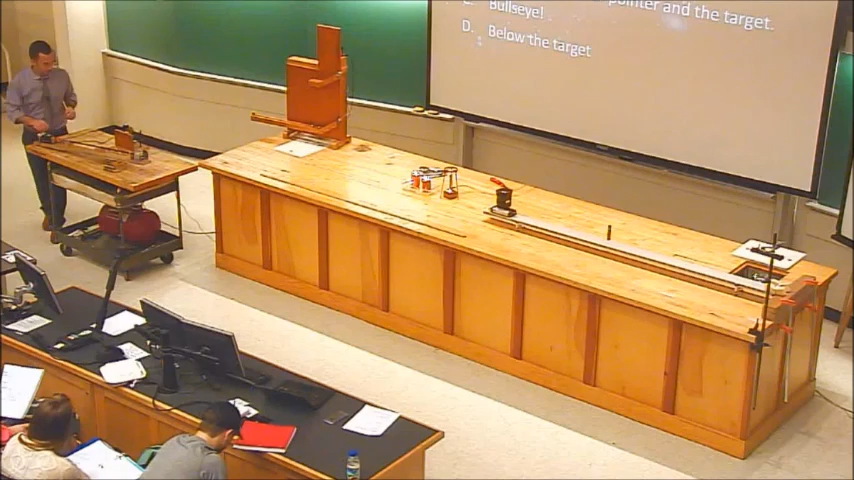 Bullseye! pointer and the target.
D. Below the target